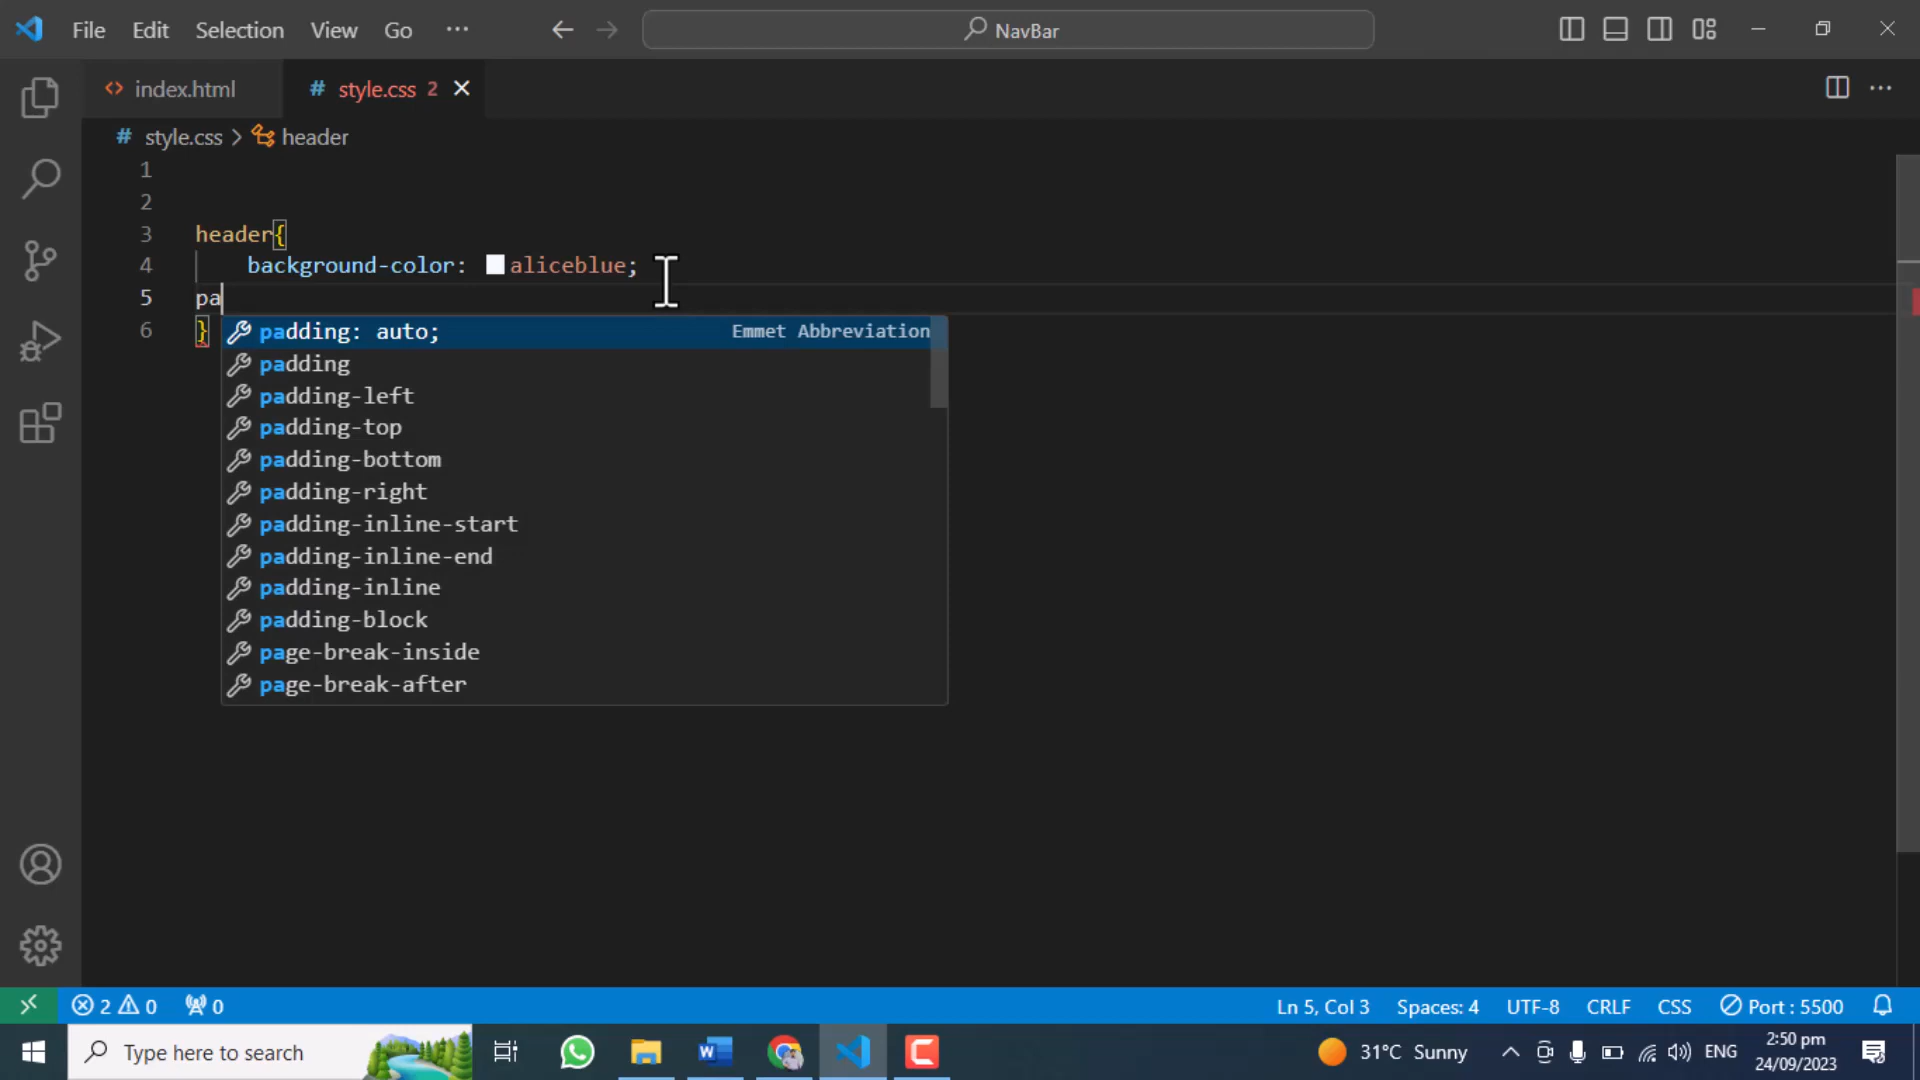 File Edit Selection View Go ··· NavBar
index.html style.css 2
style.css > header
1
2
3 header{
4 background-color: aliceblue;
5 pa
6 }
padding: auto; Emmet Abbreviation
padding
padding-left
padding-top
padding-bottom
padding-right
padding-inline-start
padding-inline-end
padding-inline
padding-block
page-break-inside
page-break-after
2 0 0 Ln 5, Col 3 Spaces: 4 UTF-8 CRLF CSS Port : 5500
Type here to search 31°C Sunny ENG 2:50 pm
24/09/2023